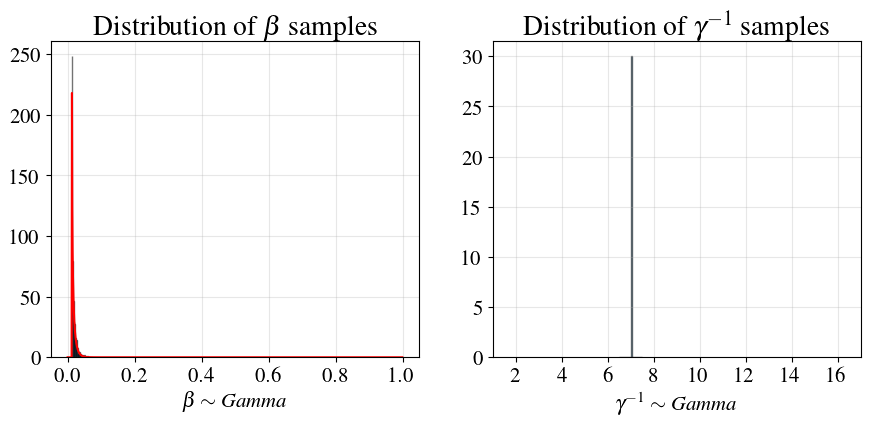 Distribution of β samples
250
200
150
100
50
0
0.0 0.2 0.4 0.6 0.8 1.0
β ~ Gamma
Distribution of γ⁻¹ samples
30
25
20
15
10
5
0
2 4 6 8 10 12 14 16
γ⁻¹ ~ Gamma